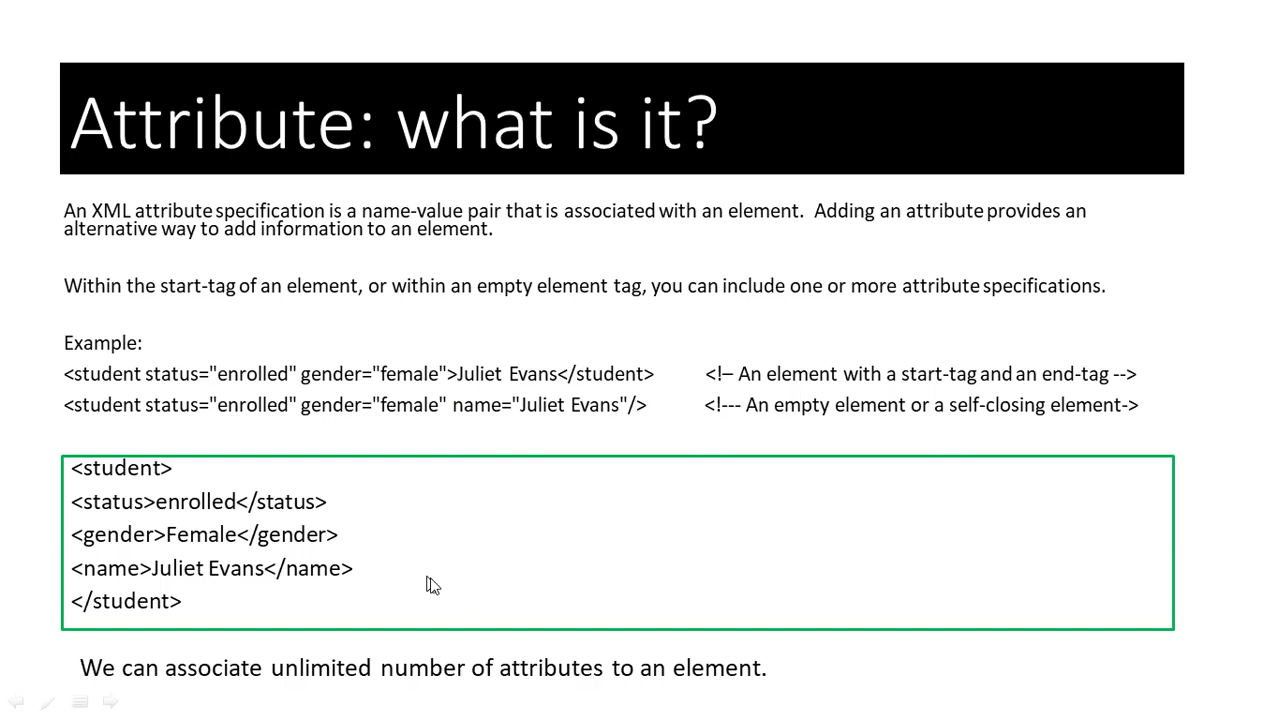 Attribute: what is it?
An XML attribute specification is a name-value pair that is associated with an element.  Adding an attribute provides an
alternative way to add information to an element.
Within the start-tag of an element, or within an empty element tag, you can include one or more attribute specifications.
Example:
<student status="enrolled" gender="female">Juliet Evans</student> <!– An element with a start-tag and an end-tag -->
<student status="enrolled" gender="female" name="Juliet Evans"/> <!--- An empty element or a self-closing element->
<student>
<status>enrolled</status>
<gender>Female</gender>
<name>Juliet Evans</name>
</student>
We can associate unlimited number of attributes to an element.